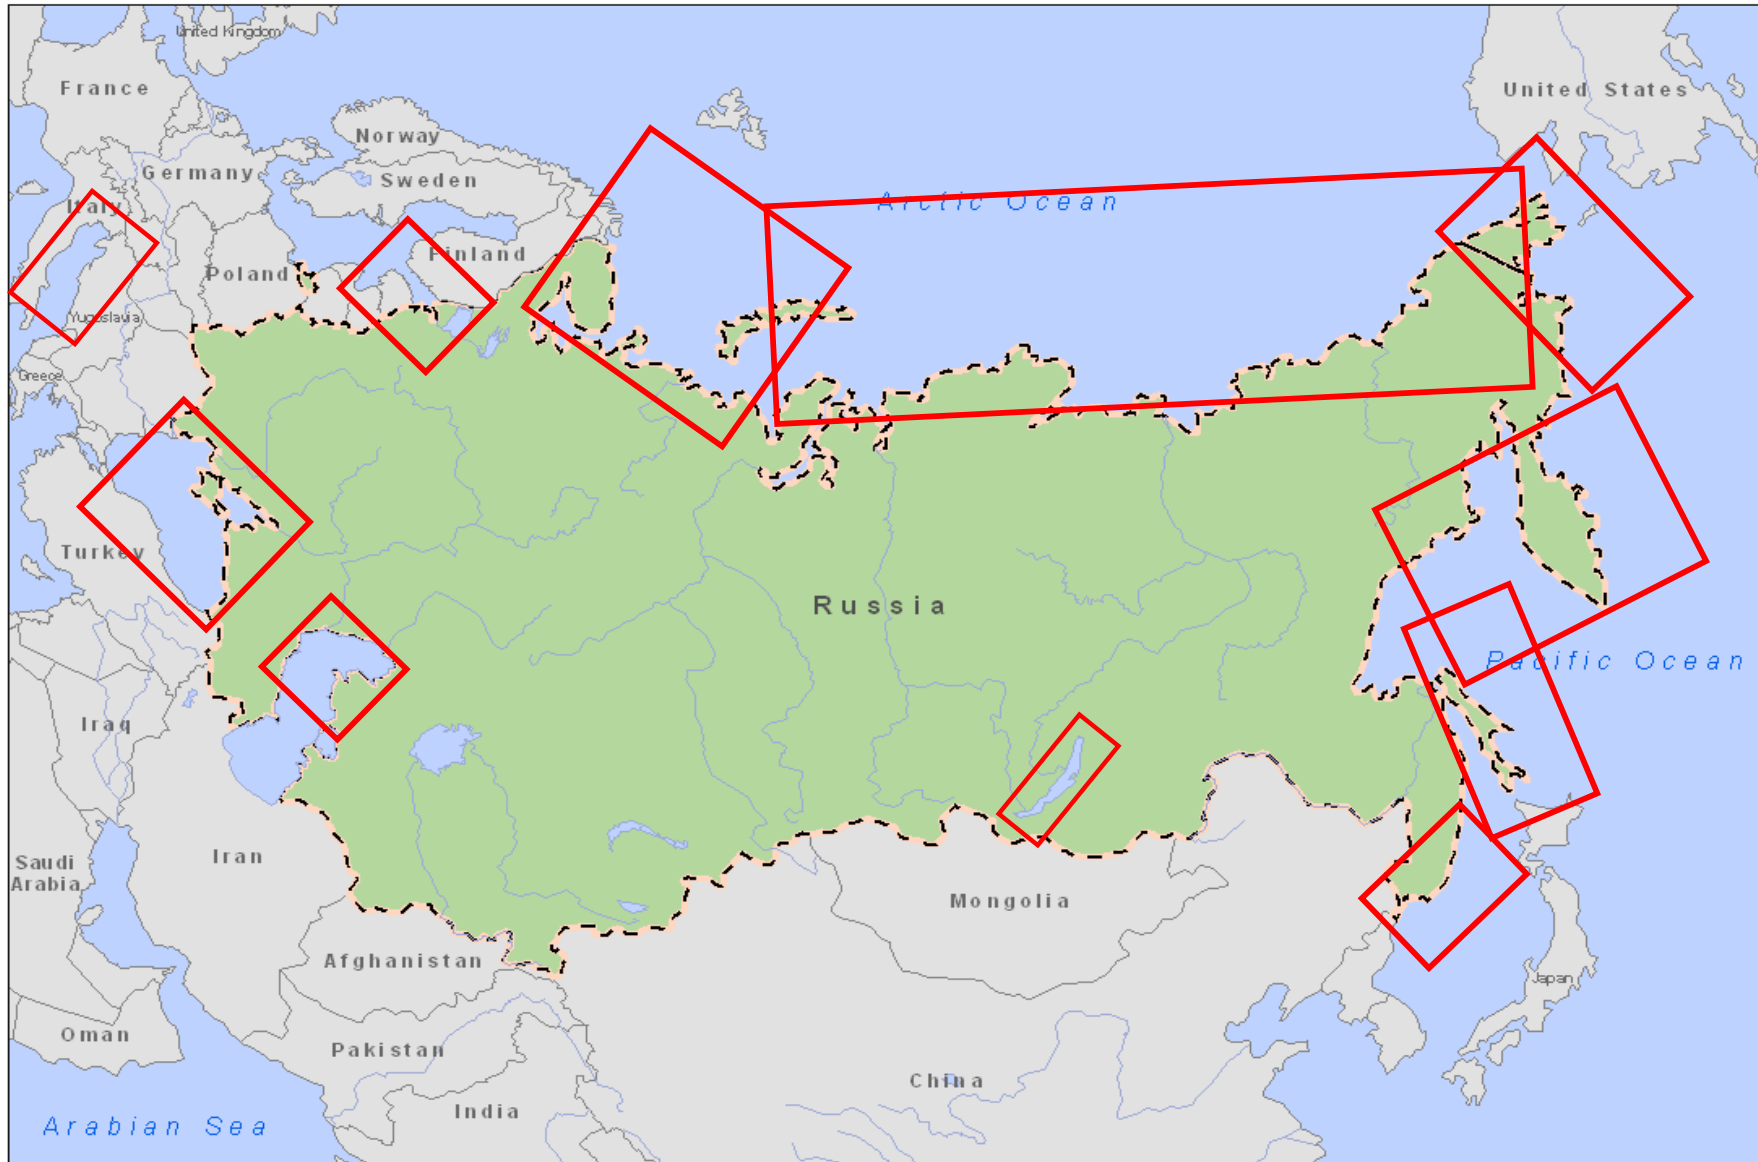 United Kingdom
France
United States
Norway
Germany
Sweden
Arctic Ocean
Italy
Finland
Poland
Yugoslavia
Greece
Turkey
Russia
Pacific Ocean
Iraq
Iran
Saudi
Arabia
Mongolia
Afghanistan
Japan
Oman
Pakistan
China
India
Arabian Sea